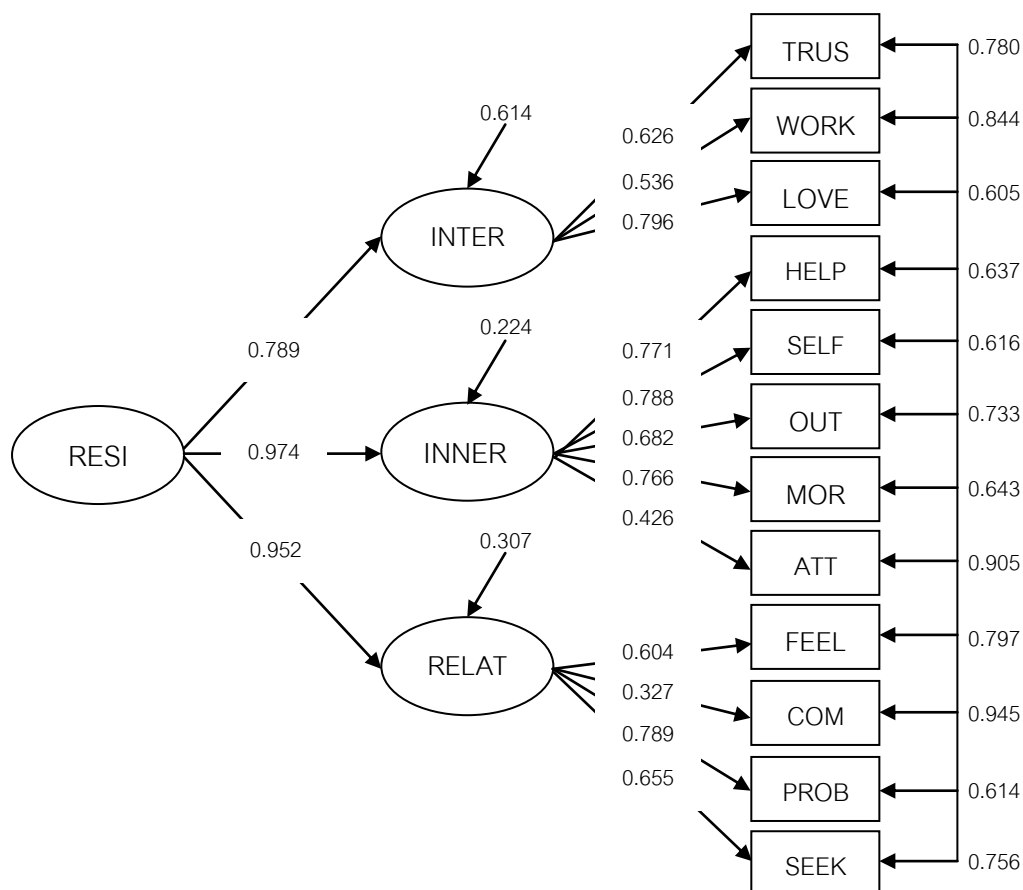 TRUS
0.780
0.614
WORK
0.844
0.626
0.536
LOVE
0.605
0.796
INTER
HELP
0.637
0.224
SELF
0.616
0.789
0.771
0.788
OUT
0.733
0.682
RESI
0.974
INNER
0.766
MOR
0.643
0.426
0.952
0.307
ATT
0.905
FEEL
0.797
0.604
RELAT
0.327
COM
0.945
0.789
0.655
PROB
0.614
SEEK
0.756